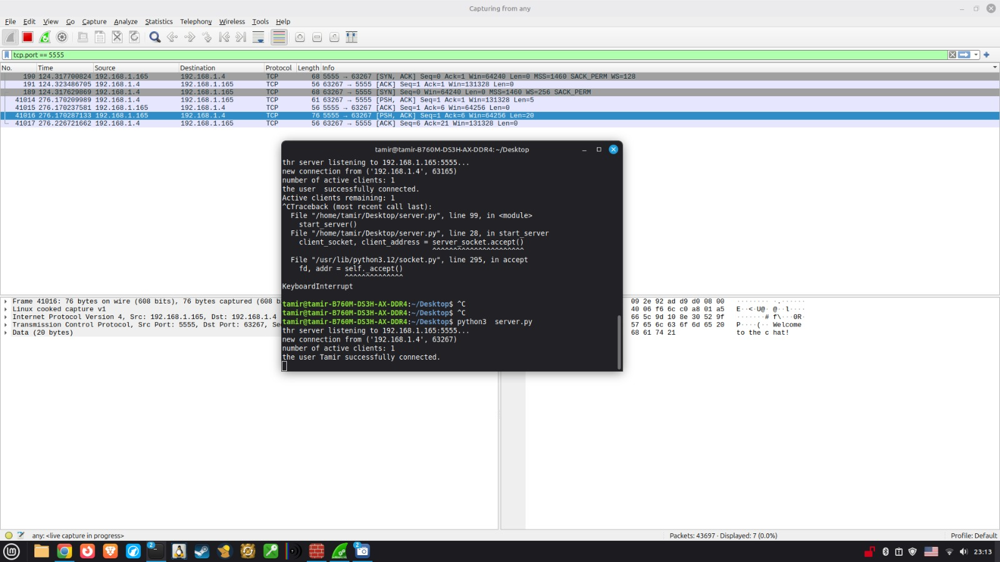 Capturing from any
File Edit View Go Capture Analyze Statistics Telephony Wireless Tools Help
tcp.port == 5555
No. Time Source Destination Protocol Length Info
190 124.317700824 192.168.1.165 192.168.1.4 TCP 68 5555 → 63267 [SYN, ACK] Seq=0 Ack=1 Win=64240 Len=0 MSS=1460 SACK_PERM WS=128
191 124.323486705 192.168.1.4 192.168.1.165 TCP 56 63267 → 5555 [ACK] Seq=1 Ack=1 Win=131328 Len=0
189 124.317629869 192.168.1.4 192.168.1.165 TCP 68 63267 → 5555 [SYN] Seq=0 Win=64240 Len=0 MSS=1460 WS=256 SACK_PERM
41014 276.170209989 192.168.1.4 192.168.1.165 TCP 61 63267 → 5555 [PSH, ACK] Seq=1 Ack=1 Win=131328 Len=5
41015 276.170237581 192.168.1.165 192.168.1.4 TCP 56 5555 → 63267 [ACK] Seq=1 Ack=6 Win=64256 Len=0
41016 276.170287133 192.168.1.165 192.168.1.4 TCP 76 5555 → 63267 [PSH, ACK] Seq=1 Ack=6 Win=64256 Len=20
41017 276.226721662 192.168.1.4 192.168.1.165 TCP 56 63267 → 5555 [ACK] Seq=6 Ack=21 Win=131328 Len=0
tamir@tamir-B760M-DS3H-AX-DDR4: ~/Desktop
thr server listening to 192.168.1.165:5555...
new connection from ('192.168.1.4', 63165)
number of active clients: 1
the user  successfully connected.
Active clients remaining: 1
^CTraceback (most recent call last):
  File "/home/tamir/Desktop/server.py", line 99, in <module>
    start_server()
  File "/home/tamir/Desktop/server.py", line 28, in start_server
    client_socket, client_address = server_socket.accept()
                                    ^^^^^^^^^^^^^^^^^^^^^^
  File "/usr/lib/python3.12/socket.py", line 295, in accept
    fd, addr = self._accept()
               ^^^^^^^^^^^^^^
KeyboardInterrupt
tamir@tamir-B760M-DS3H-AX-DDR4:~/Desktop$ ^C
tamir@tamir-B760M-DS3H-AX-DDR4:~/Desktop$ ^C
tamir@tamir-B760M-DS3H-AX-DDR4:~/Desktop$ python3  server.py
thr server listening to 192.168.1.165:5555...
new connection from ('192.168.1.4', 63267)
number of active clients: 1
the user Tamir successfully connected.
Frame 41016: 76 bytes on wire (608 bits), 76 bytes captured (608 b
Linux cooked capture v1
Internet Protocol Version 4, Src: 192.168.1.165, Dst: 192.168.1.4
Transmission Control Protocol, Src Port: 5555, Dst Port: 63267, Se
Data (20 bytes)
09 2e 92 ad d9 d0 08 00 ········ ·.······
40 06 f6 6c c0 a8 01 a5 E··<·U@· @··l····
66 5c 9d 10 8e 30 52 9f ·······# f\···0R·
57 65 6c 63 6f 6d 65 20 P····(·· Welcome
68 61 74 21 to the c hat!
any: <live capture in progress>
Packets: 43697 · Displayed: 7 (0.0%)
Profile: Default
2
2
23:13